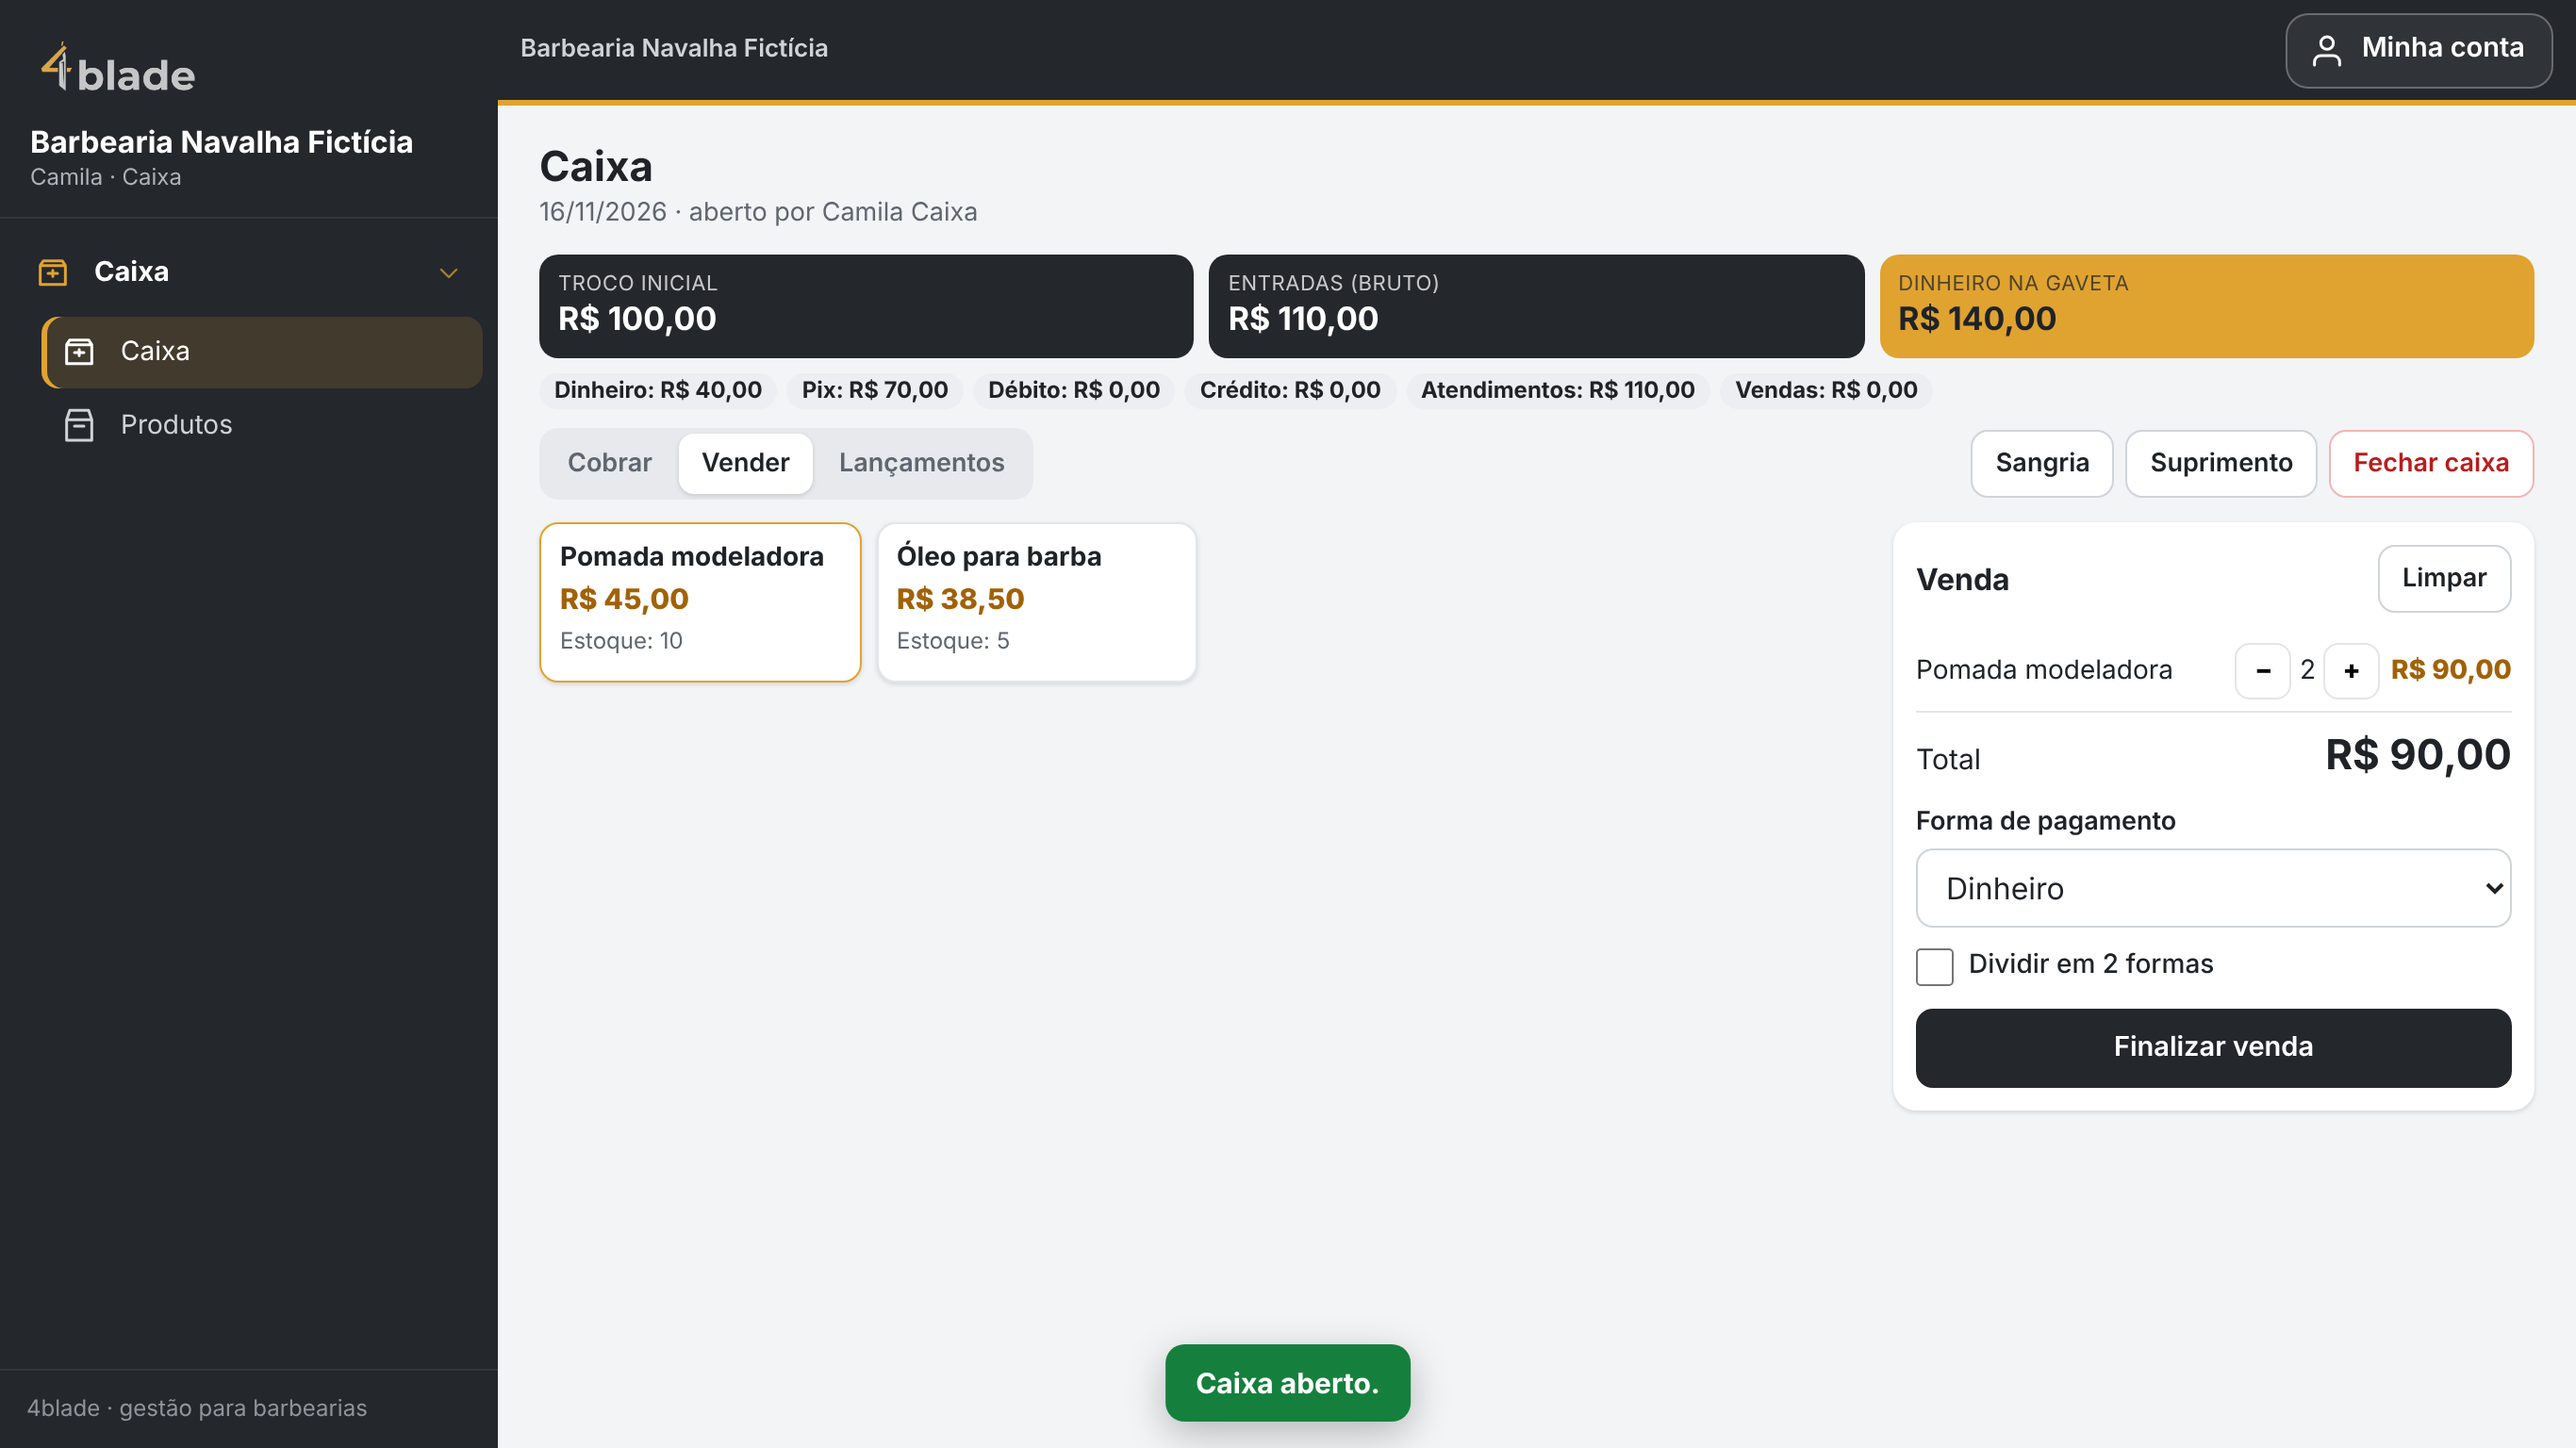 4blade
Barbearia Navalha Fictícia
Camila · Caixa
Caixa
Caixa
Produtos
4blade · gestão para barbearias
Barbearia Navalha Fictícia
Minha conta
Caixa
16/11/2026 · aberto por Camila Caixa
TROCO INICIAL
R$ 100,00
ENTRADAS (BRUTO)
R$ 110,00
DINHEIRO NA GAVETA
R$ 140,00
Dinheiro: R$ 40,00 Pix: R$ 70,00 Débito: R$ 0,00 Crédito: R$ 0,00 Atendimentos: R$ 110,00 Vendas: R$ 0,00
Cobrar Vender Lançamentos
Sangria Suprimento Fechar caixa
Pomada modeladora
R$ 45,00
Estoque: 10
Óleo para barba
R$ 38,50
Estoque: 5
Venda
Limpar
Pomada modeladora − 2 + R$ 90,00
Total R$ 90,00
Forma de pagamento
Dinheiro
Dividir em 2 formas
Finalizar venda
Caixa aberto.